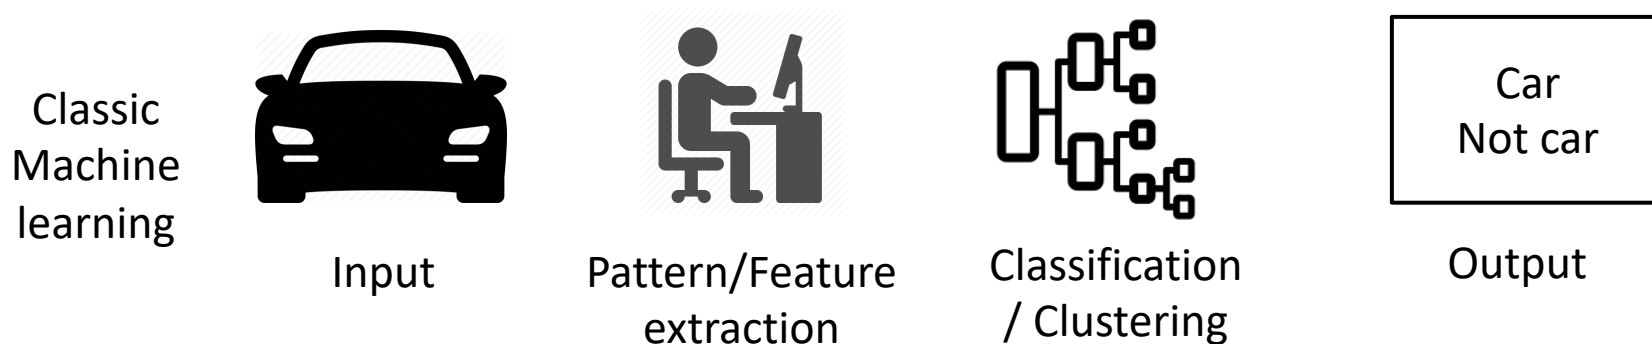 Classic
Machine
learning
Input
Pattern/Feature
extraction
Classification
/ Clustering
Car
Not car
Output